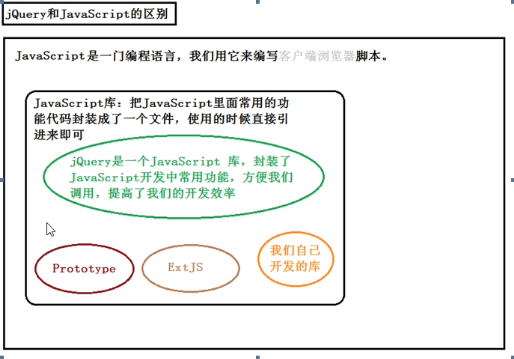 jQuery和JavaScript的区别
JavaScript是一门编程语言，我们用它来编写客户端浏览器脚本。
JavaScript库：把JavaScript里面常用的功
能代码封装成了一个文件，使用的时候直接引
进来即可
jQuery是一个JavaScript 库，封装了
JavaScript开发中常用功能，方便我们
调用，提高了我们的开发效率
Prototype
ExtJS
我们自己
开发的库